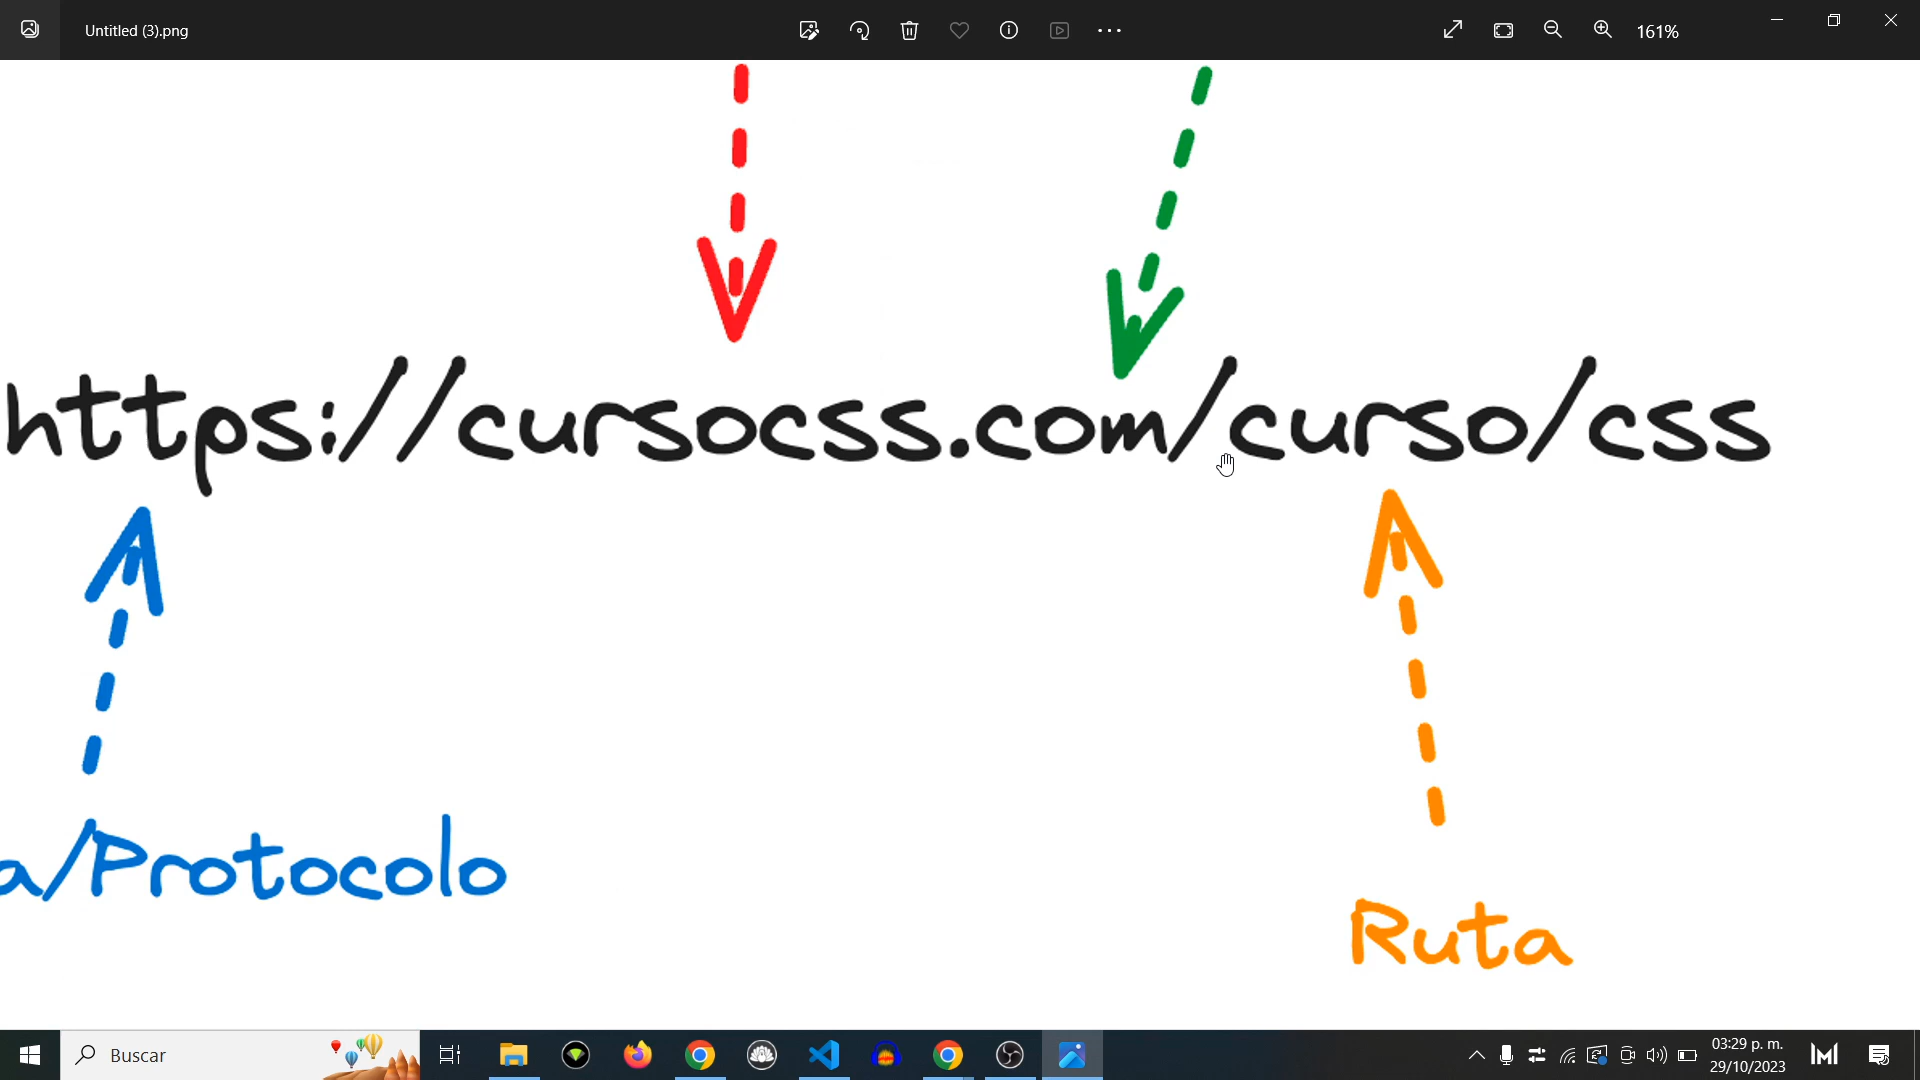 Untitled (3).png
161%
https://cursocss.com/curso/css
a/Protocolo
Ruta
Buscar
03:29 p. m.
29/10/2023